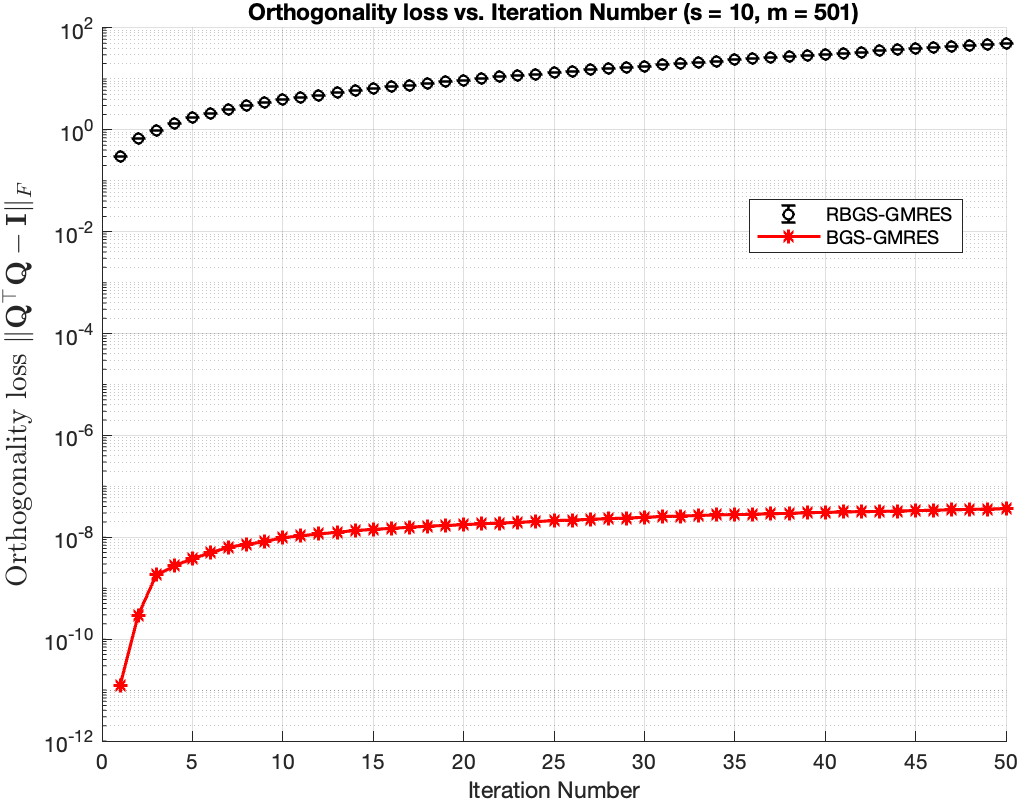 Orthogonality loss vs. Iteration Number (s = 10, m = 501)
Orthogonality loss ||Q⊤Q − I||_F
10^2
10^0
10^-2
10^-4
10^-6
10^-8
10^-10
10^-12
RBGS-GMRES
BGS-GMRES
0 5 10 15 20 25 30 35 40 45 50
Iteration Number